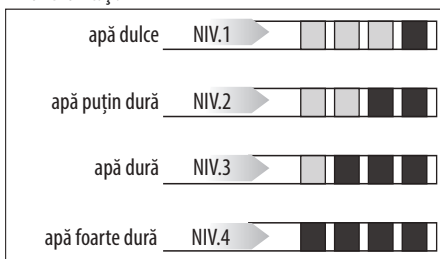 apă dulce NIV.1
apă puțin dură NIV.2
apă dură NIV.3
apă foarte dură NIV.4